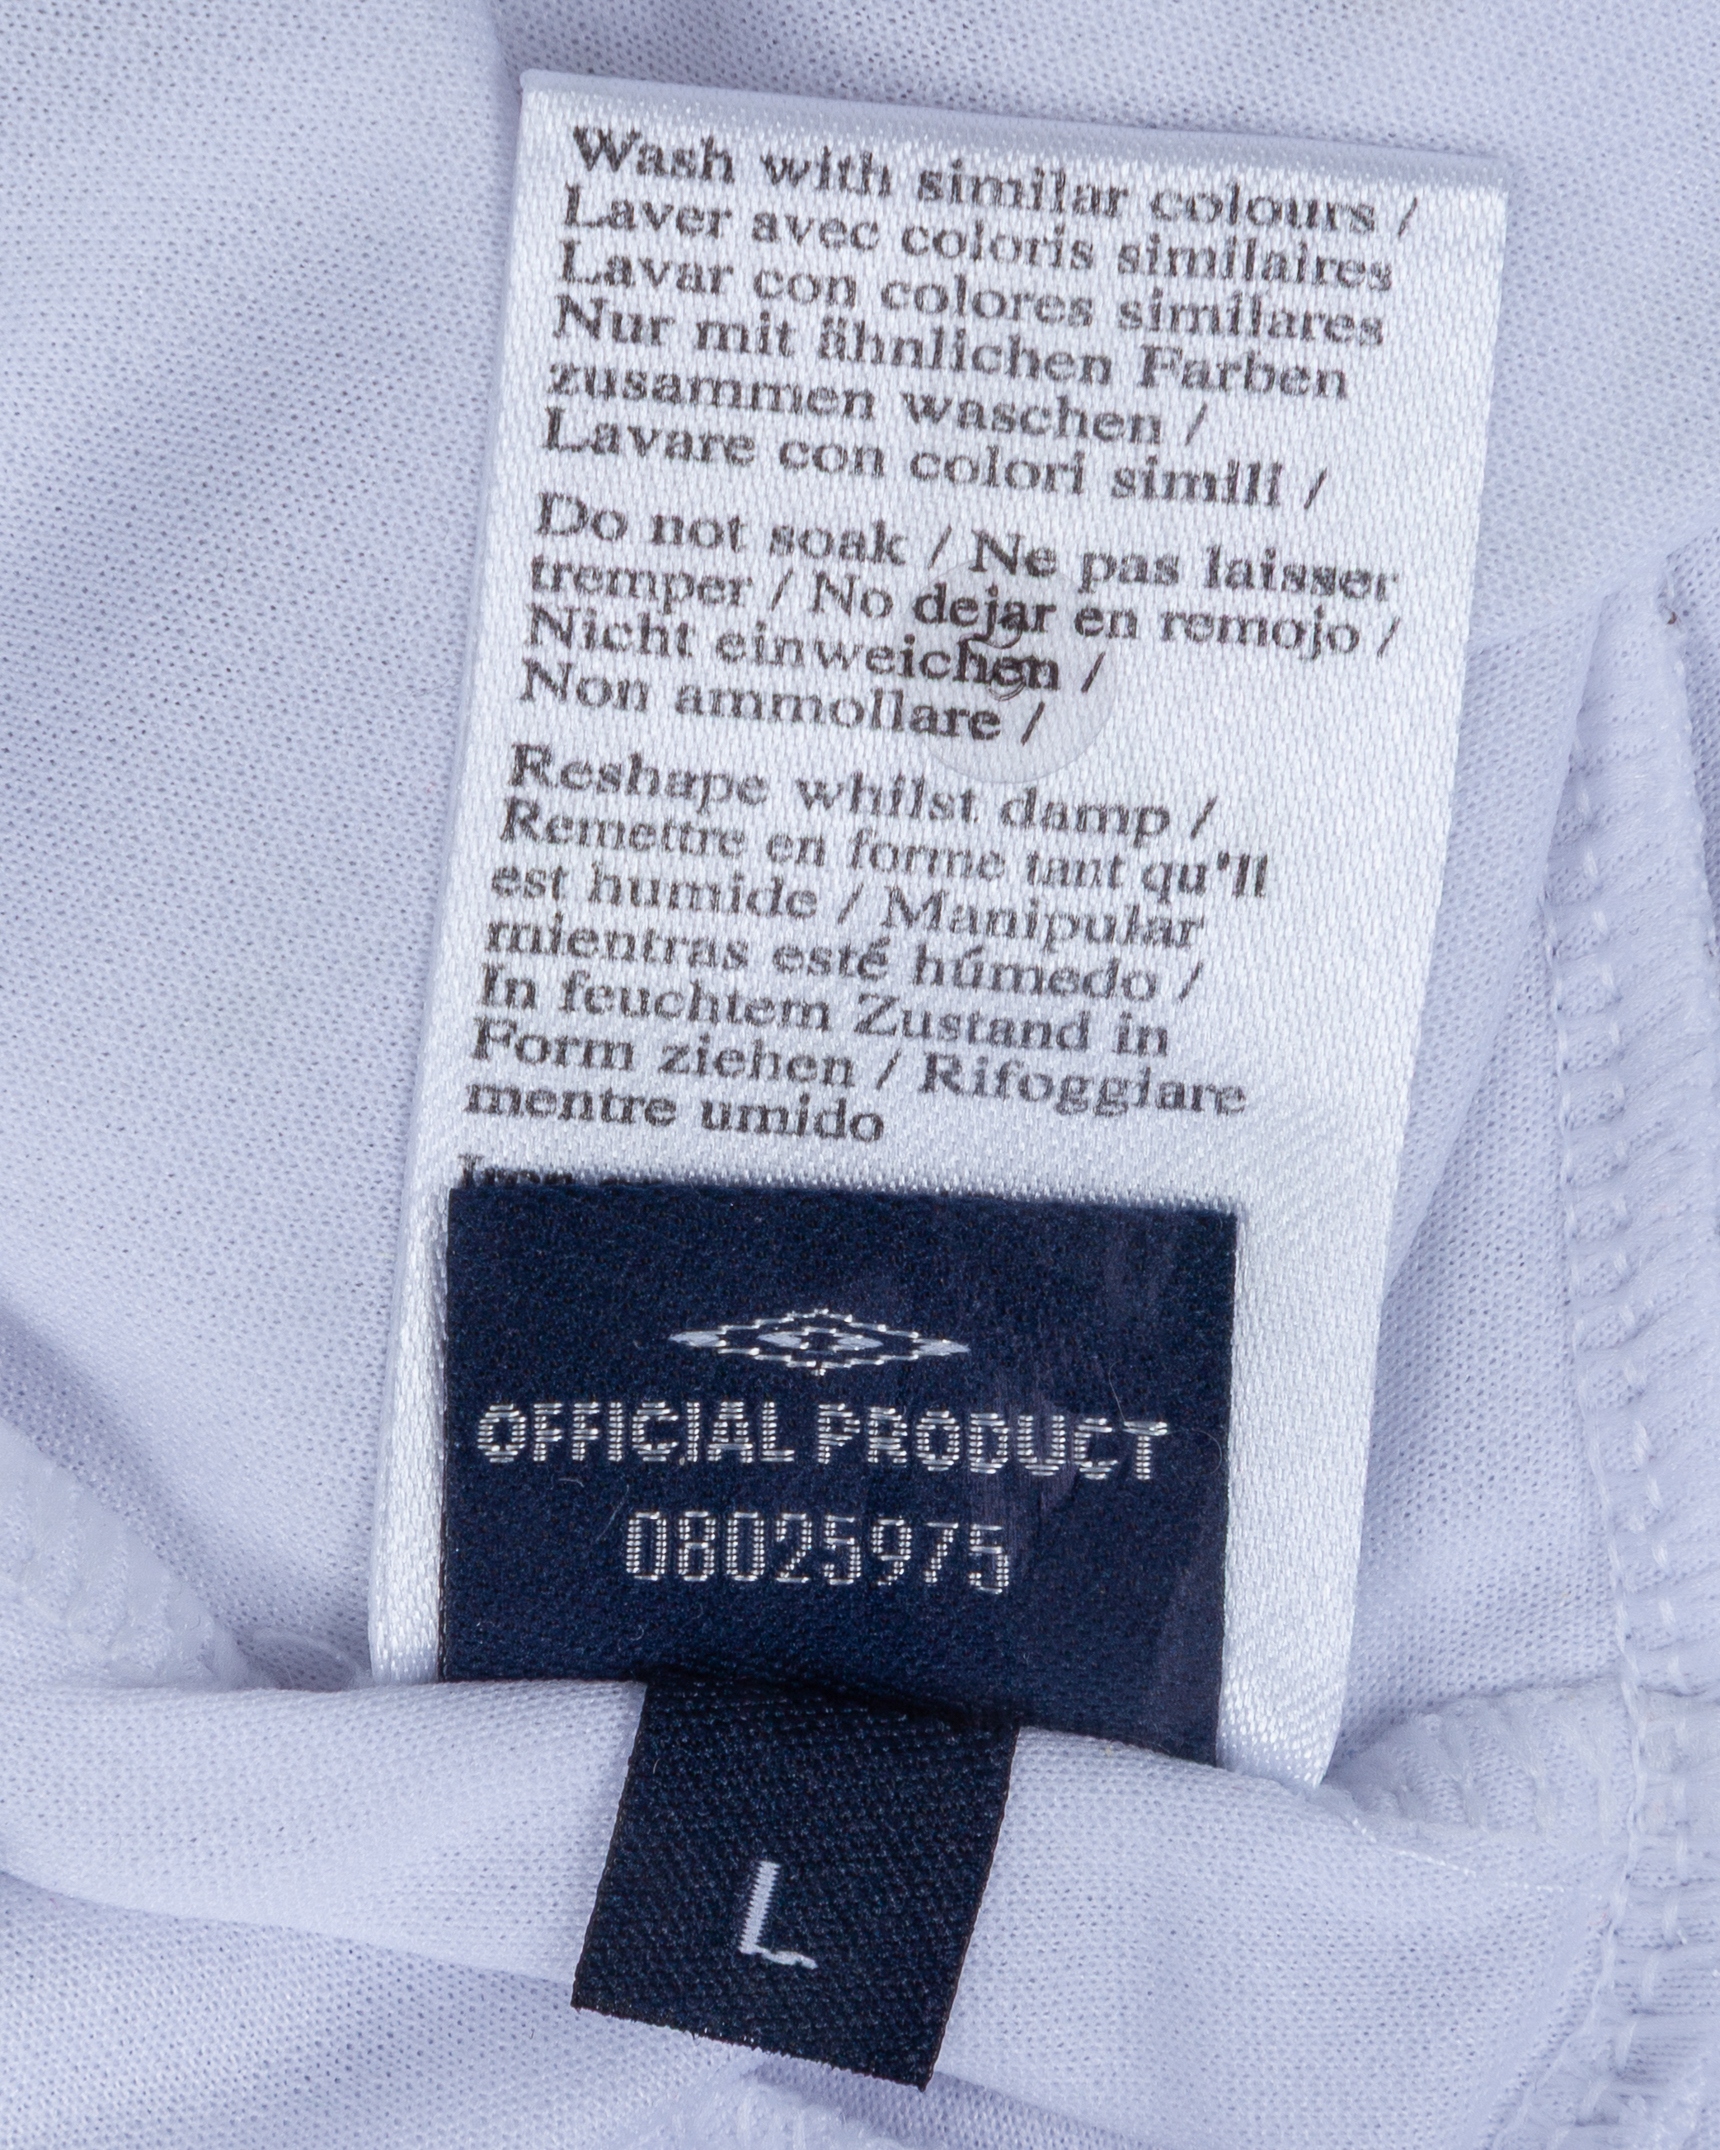 Wash with similar colours /
Laver avec coloris similaires
Lavar con colores similares
Nur mit ähnlichen Farben
zusammen waschen /
Lavare con colori simili /
Do not soak / Ne pas laisser
tremper / No dejar en remojo /
Nicht einweichen /
Non ammollare /
Reshape whilst damp /
Remettre en forme tant qu'il
est humide / Manipular
mientras esté húmedo /
In feuchtem Zustand in
Form ziehen / Rifoggiare
mentre umido
OFFICIAL PRODUCT
08025975
L